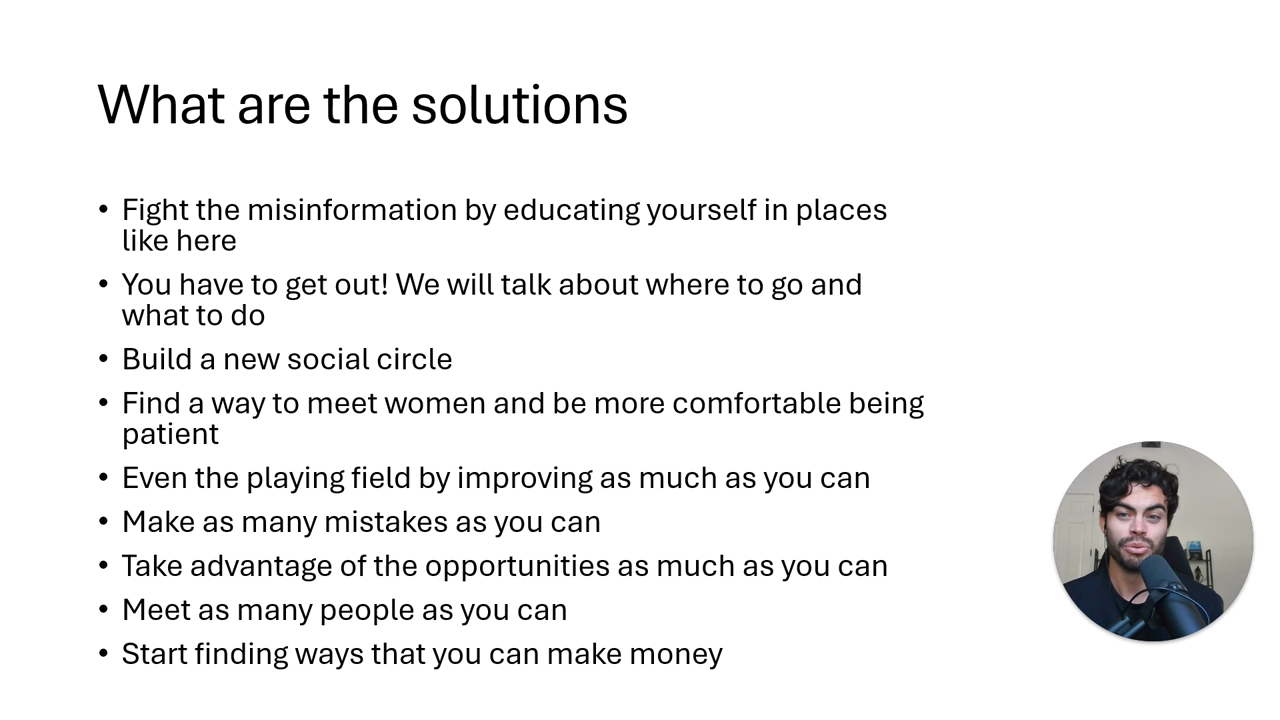 What are the solutions
• Fight the misinformation by educating yourself in places
like here
• You have to get out! We will talk about where to go and
what to do
• Build a new social circle
• Find a way to meet women and be more comfortable being
patient
• Even the playing field by improving as much as you can
• Make as many mistakes as you can
• Take advantage of the opportunities as much as you can
• Meet as many people as you can
• Start finding ways that you can make money